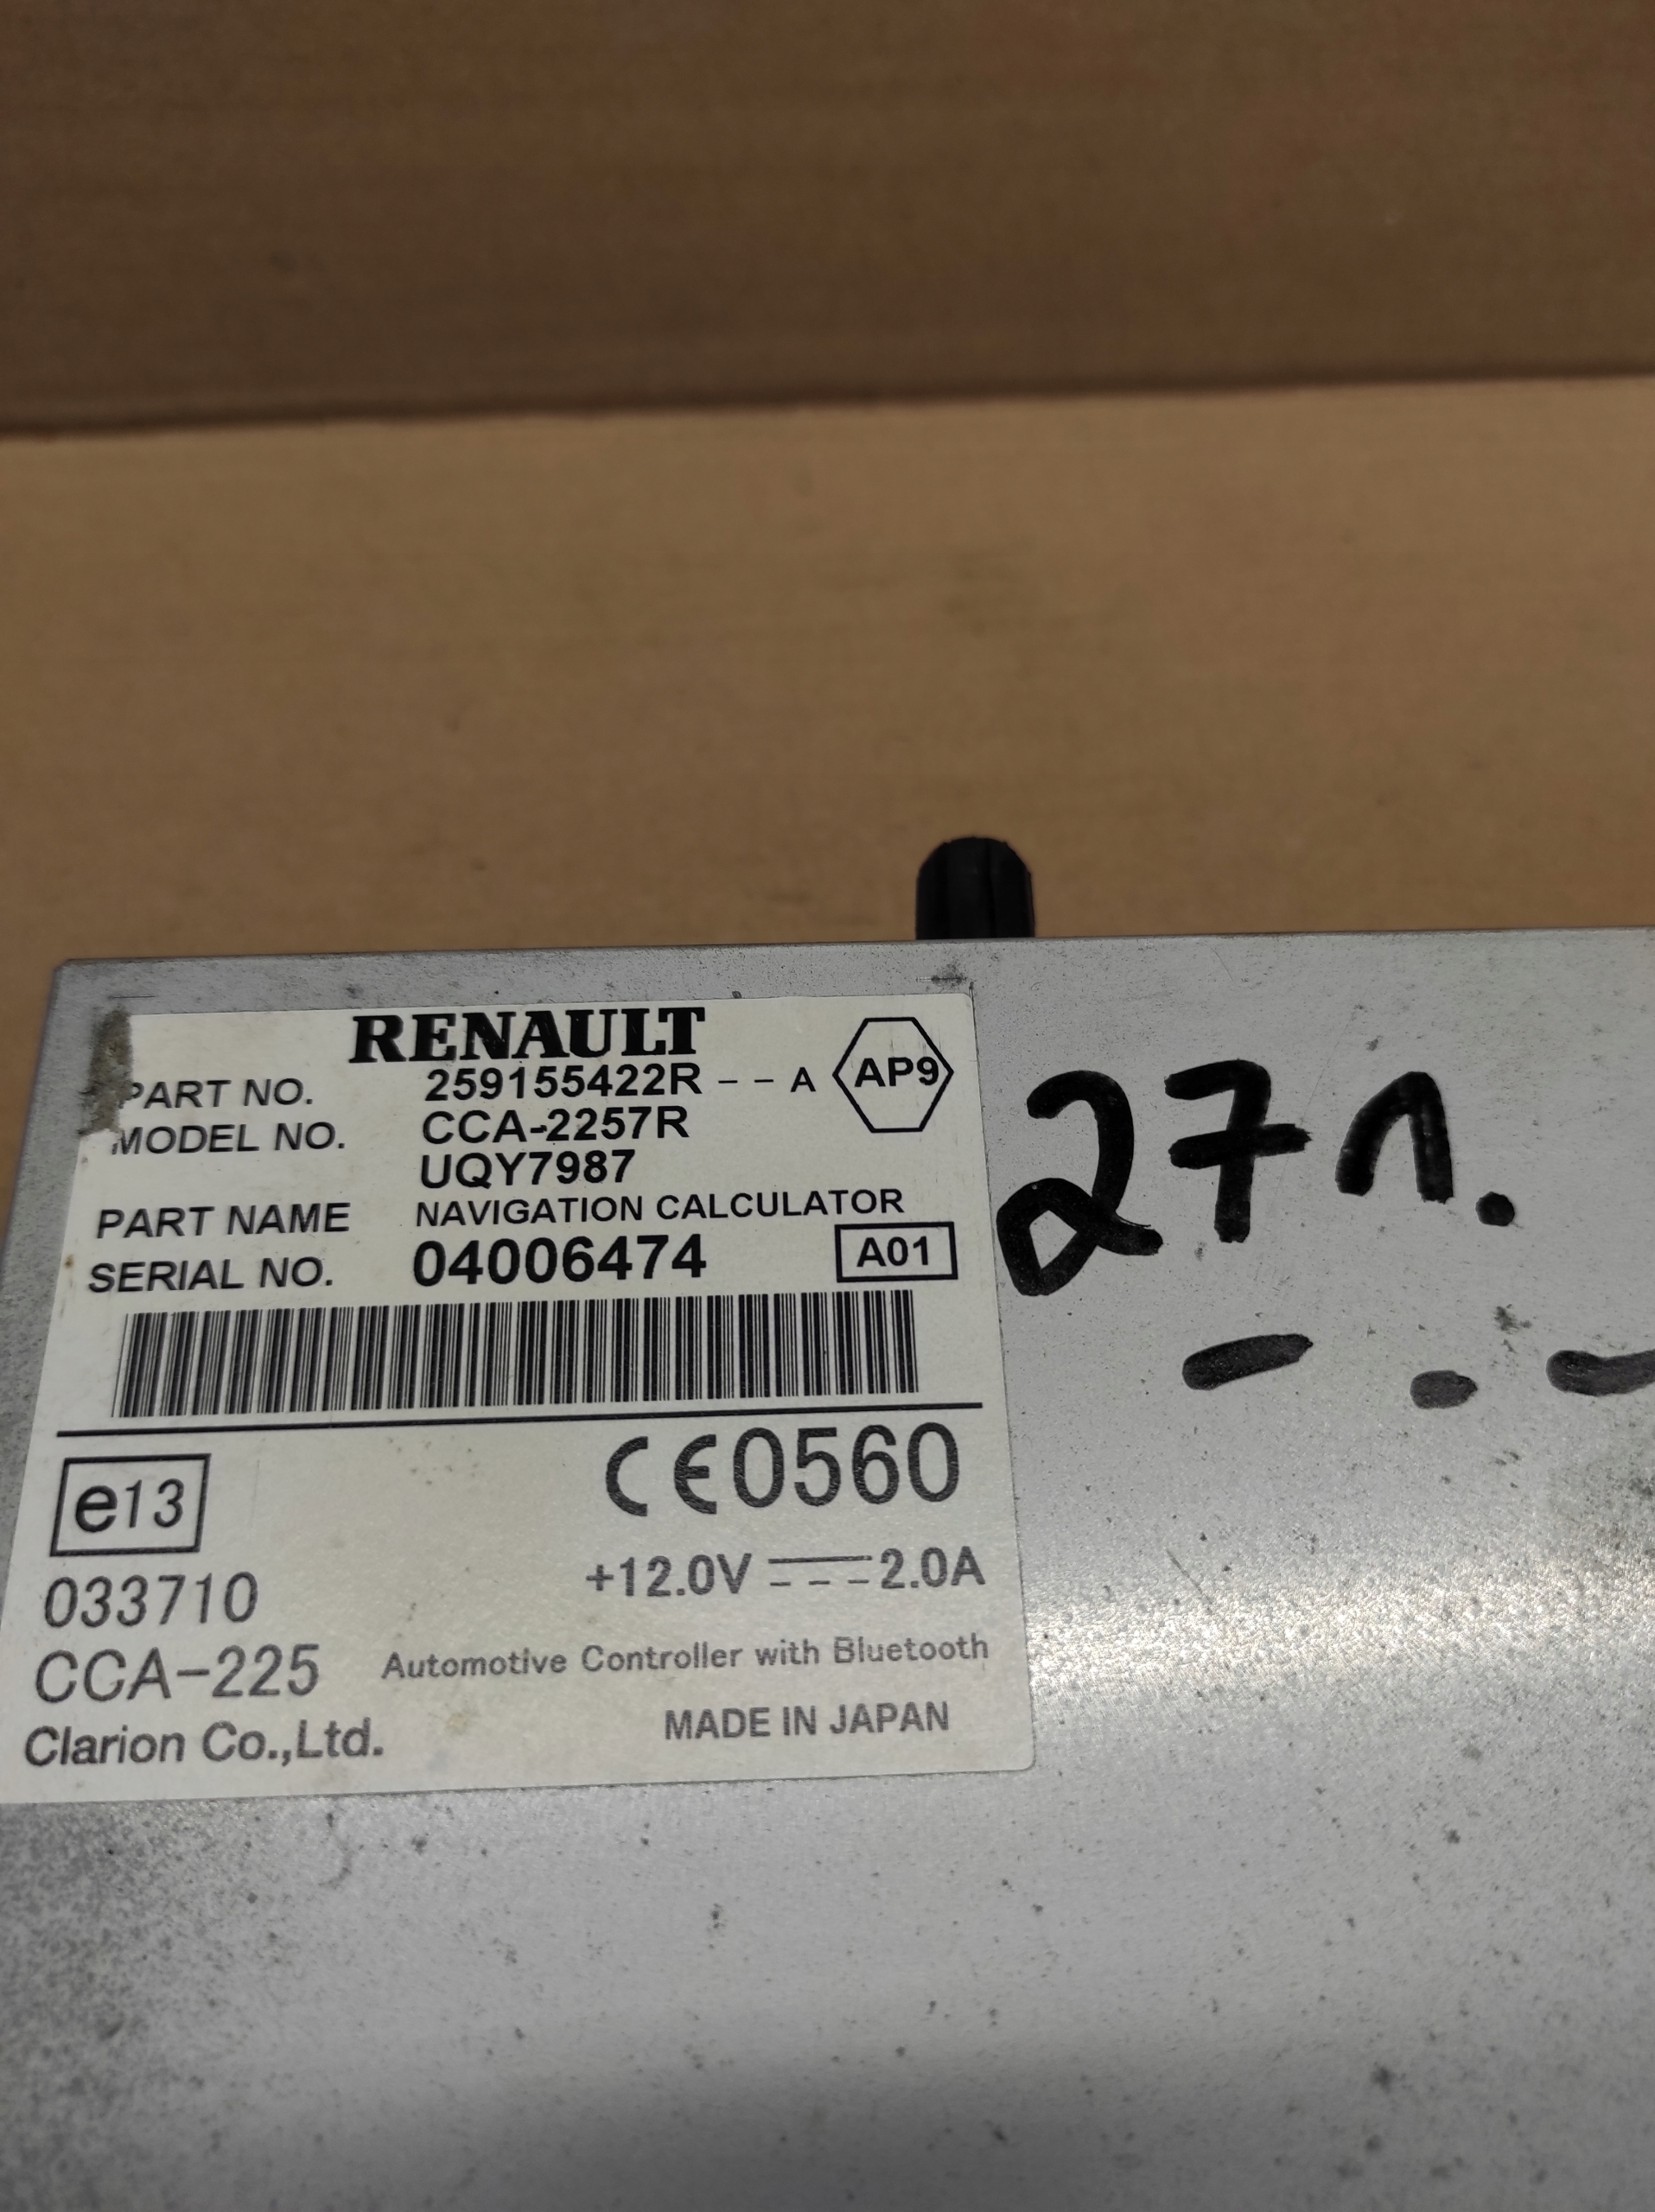 RENAULT
PART NO. 259155422R - - A AP9
MODEL NO. CCA-2257R
UQY7987
PART NAME NAVIGATION CALCULATOR
SERIAL NO. 04006474 A01
e13 CE0560
033710 +12.0V 2.0A
CCA-225 Automotive Controller with Bluetooth
Clarion Co.,Ltd. MADE IN JAPAN
27л.